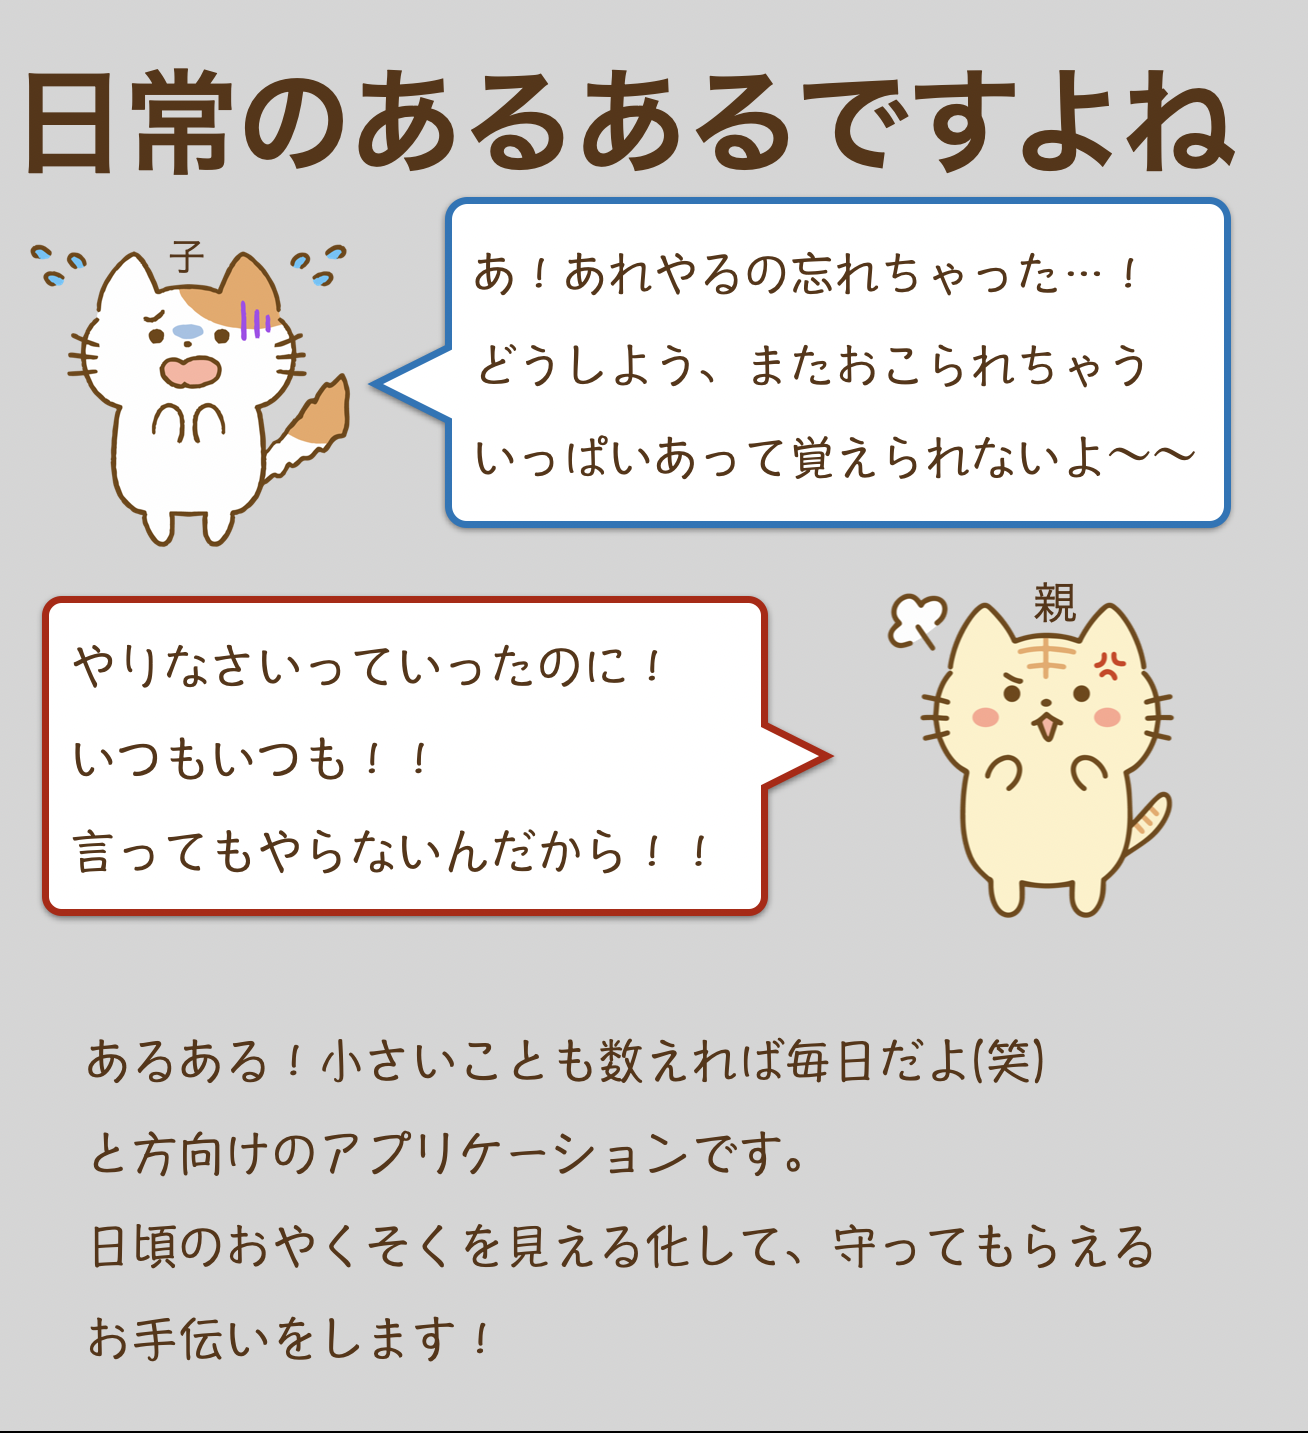 日常のあるあるですよね
子
あ！あれやるの忘れちゃった…！
どうしよう、またおこられちゃう
いっぱいあって覚えられないよ〜〜
親
やりなさいっていったのに！
いつもいつも！！
言ってもやらないんだから！！
あるある！小さいことも数えれば毎日だよ(笑)
と方向けのアプリケーションです。
日頃のおやくそくを見える化して、守ってもらえる
お手伝いをします！